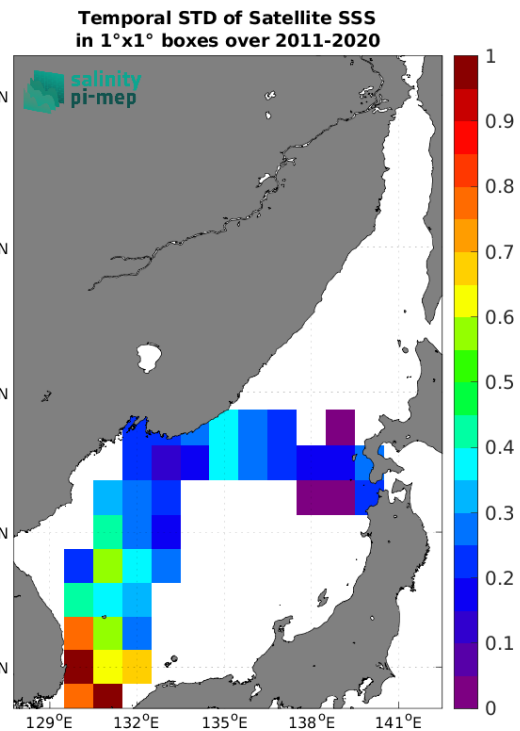 Temporal STD of Satellite SSS
in 1°x1° boxes over 2011-2020
salinity
pi-mep
N
N
N
N
N
1
0.9
0.8
0.7
0.6
0.5
0.4
0.3
0.2
0.1
0
129°E 132°E 135°E 138°E 141°E